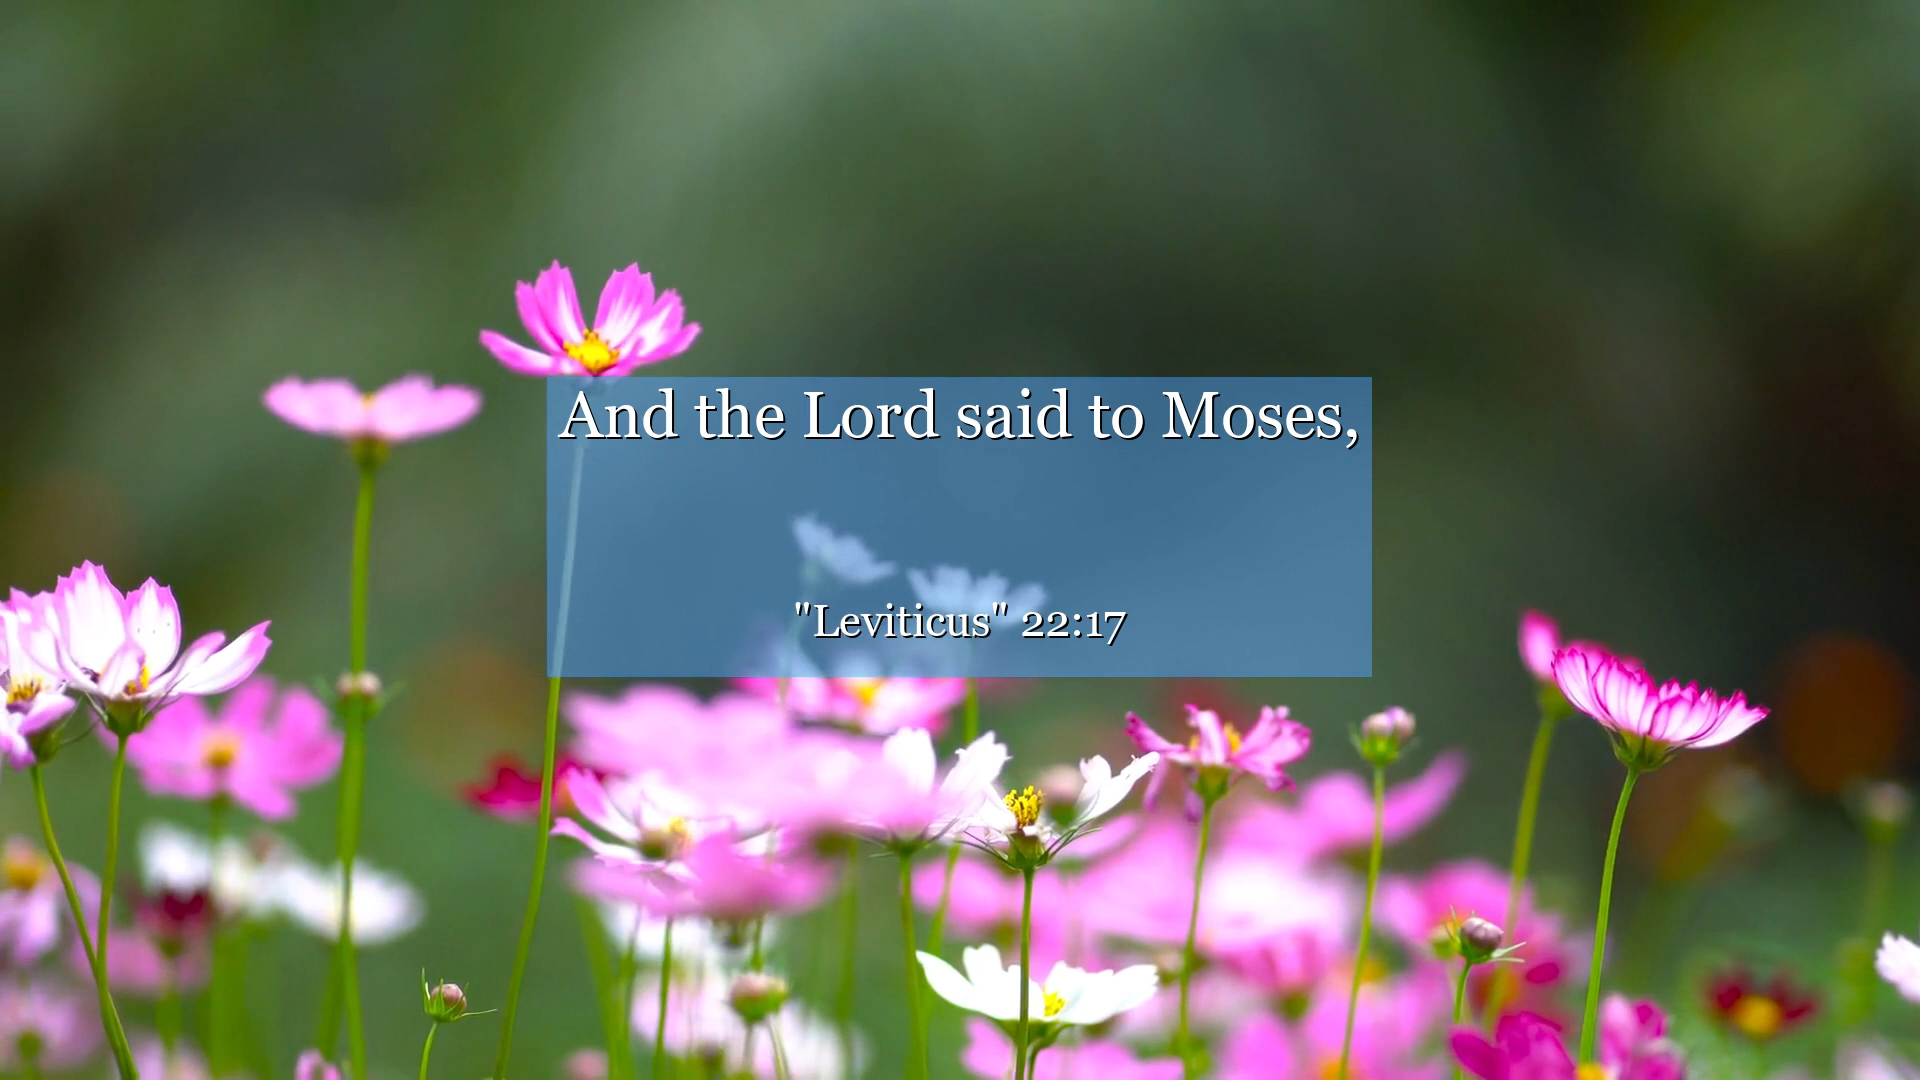 And the Lord said to Moses,
"Leviticus" 22:17